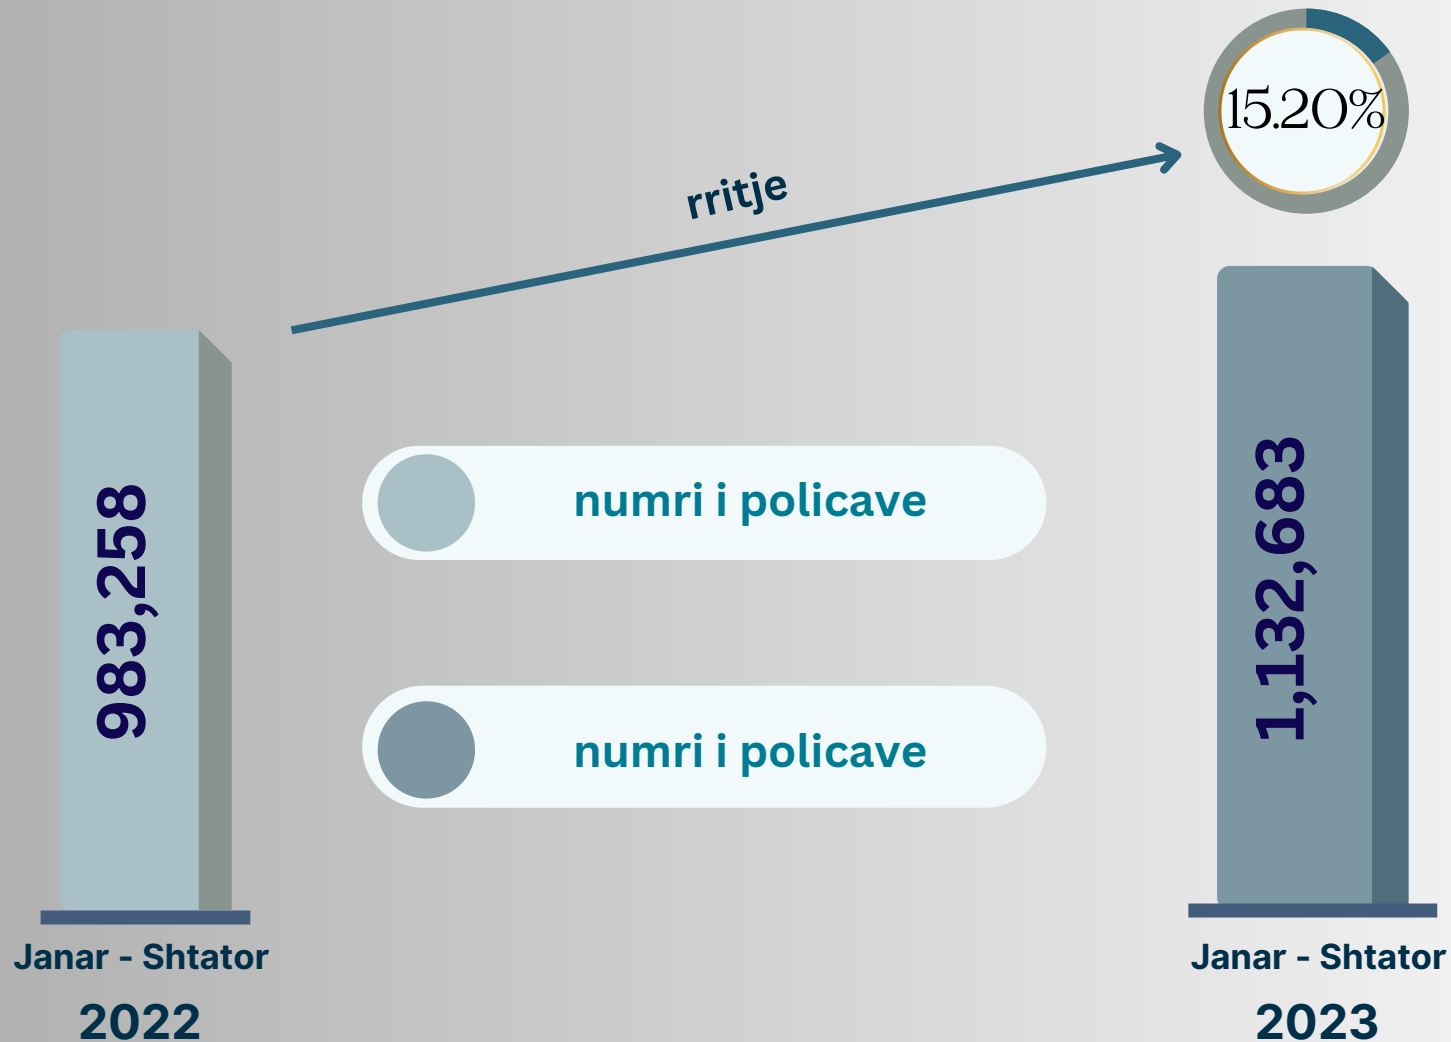 15.20%
rritje
983,258
numri i policave
numri i policave
1,132,683
Janar - Shtator
2022
Janar - Shtator
2023